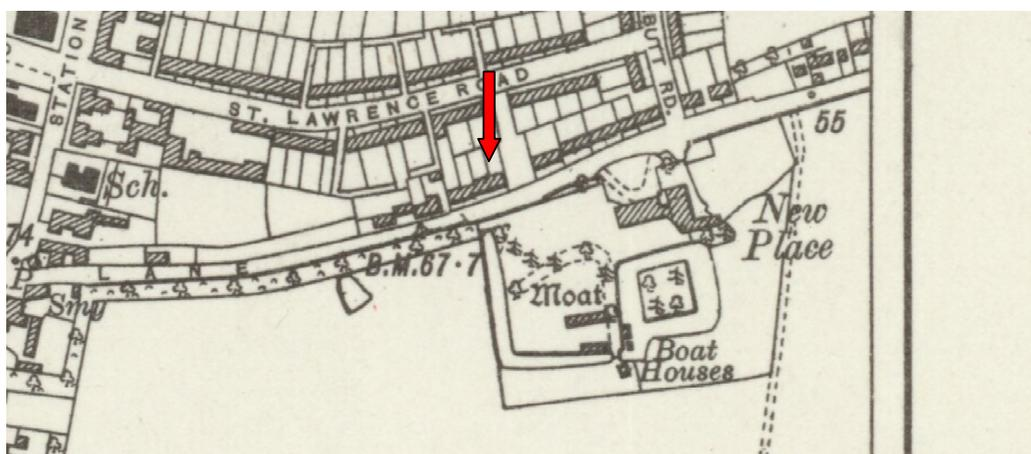 STATION
BUTT RD.
ST. LAWRENCE ROAD
55
Sch.
New
Place
74
LANE
B.M.67·7
P
Smy
Moat
Boat
Houses